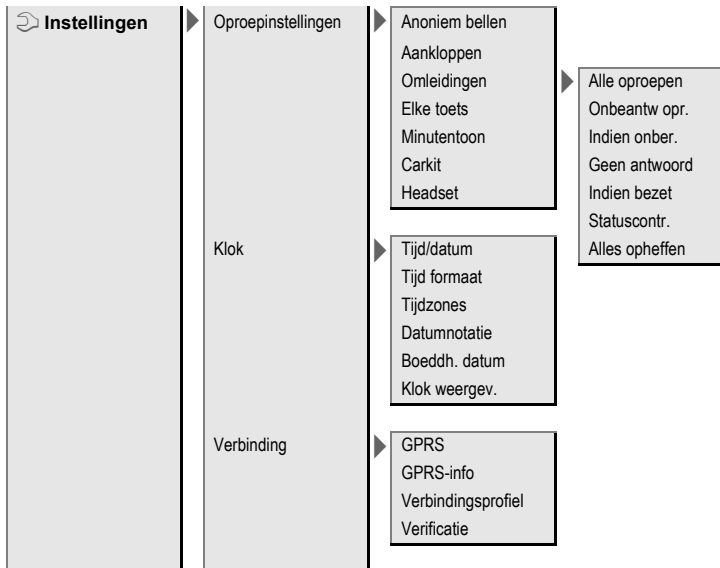 Instellingen
Oproepinstellingen
Anoniem bellen
Aankloppen
Omleidingen
Alle oproepen
Elke toets
Onbeantw opr.
Minutentoon
Indien onber.
Carkit
Geen antwoord
Headset
Indien bezet
Statuscontr.
Alles opheffen
Klok
Tijd/datum
Tijd formaat
Tijdzones
Datumnotatie
Boeddh. datum
Klok weergev.
Verbinding
GPRS
GPRS-info
Verbindingsprofiel
Verificatie